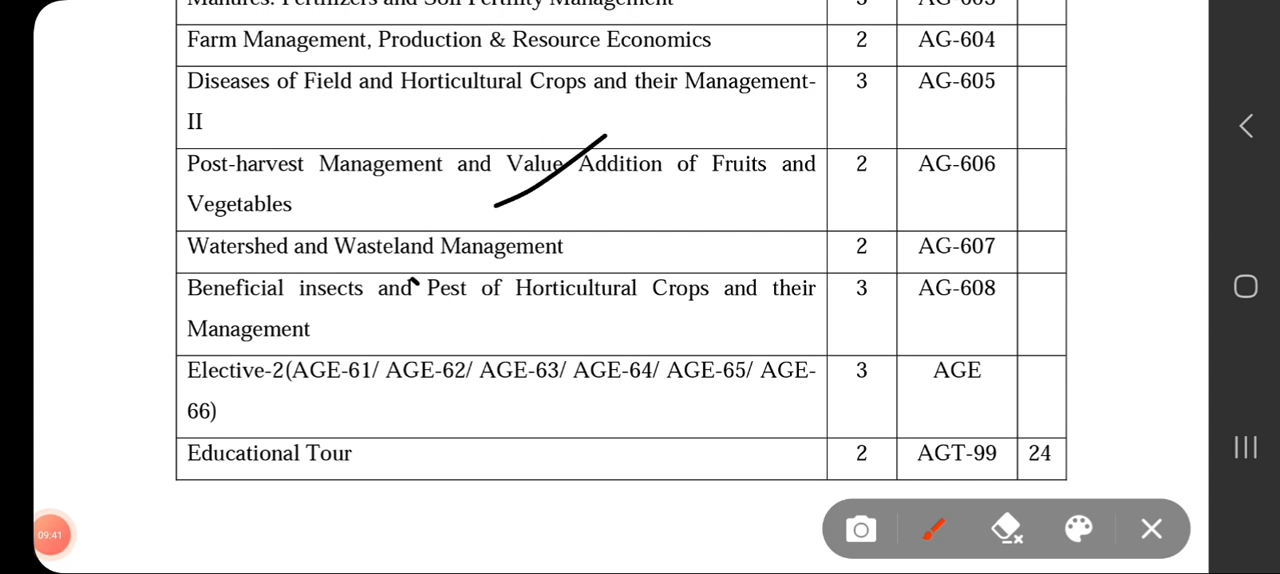 Farm Management, Production & Resource Economics 2 AG-604
Diseases of Field and Horticultural Crops and their Management- 3 AG-605
II
Post-harvest Management and Value Addition of Fruits and 2 AG-606
Vegetables
Watershed and Wasteland Management 2 AG-607
Beneficial insects and Pest of Horticultural Crops and their 3 AG-608
Management
Elective-2(AGE-61/ AGE-62/ AGE-63/ AGE-64/ AGE-65/ AGE- 3 AGE
66)
Educational Tour 2 AGT-99 24
09:41